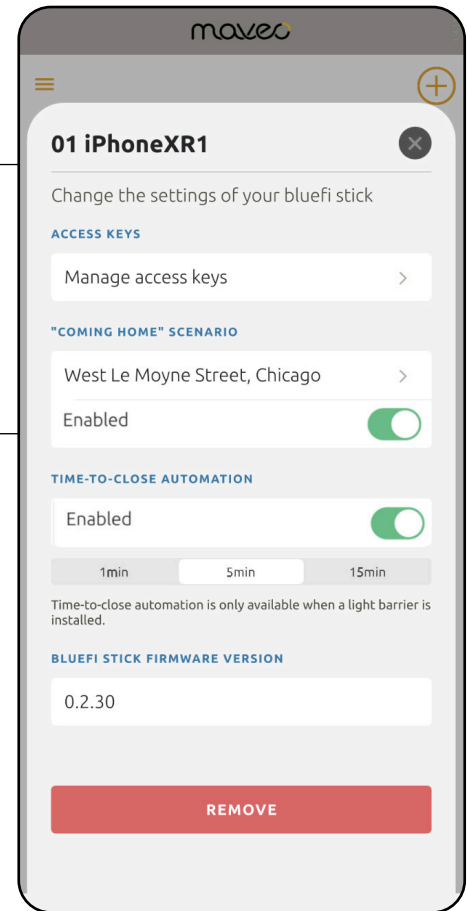 maveo
01 iPhoneXR1
Change the settings of your bluefi stick
ACCESS KEYS
Manage access keys
"COMING HOME" SCENARIO
West Le Moyne Street, Chicago
Enabled
TIME-TO-CLOSE AUTOMATION
Enabled
1min 5min 15min
Time-to-close automation is only available when a light barrier is
installed.
BLUEFI STICK FIRMWARE VERSION
0.2.30
REMOVE